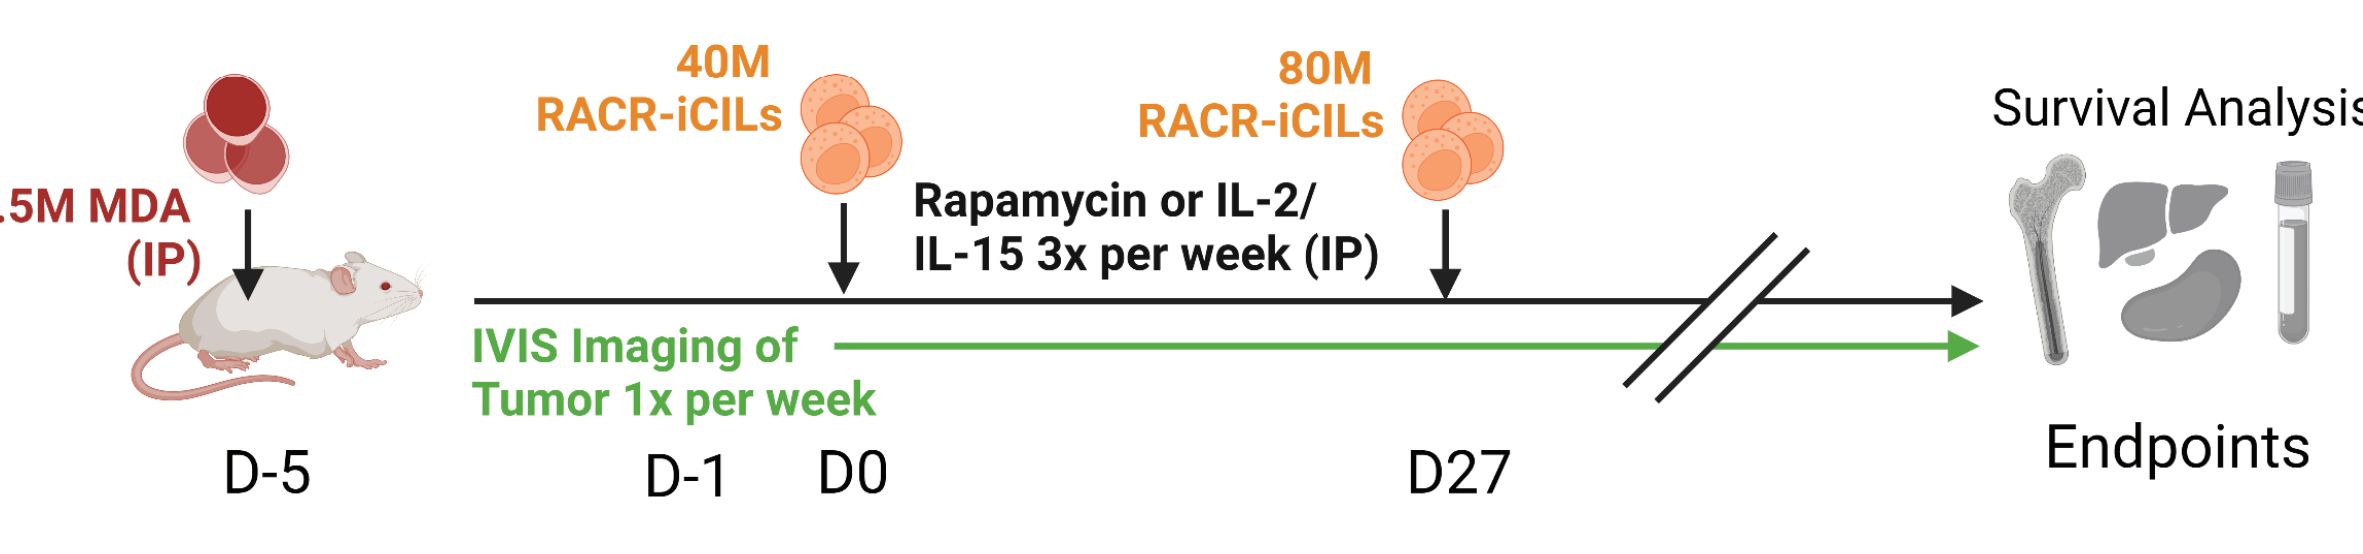 .5M MDA
(IP)
40M
RACR-iCILs
Rapamycin or IL-2/
IL-15 3x per week (IP)
80M
RACR-iCILs
Survival Analysis
IVIS Imaging of
Tumor 1x per week
D-5
D-1
D0
D27
Endpoints